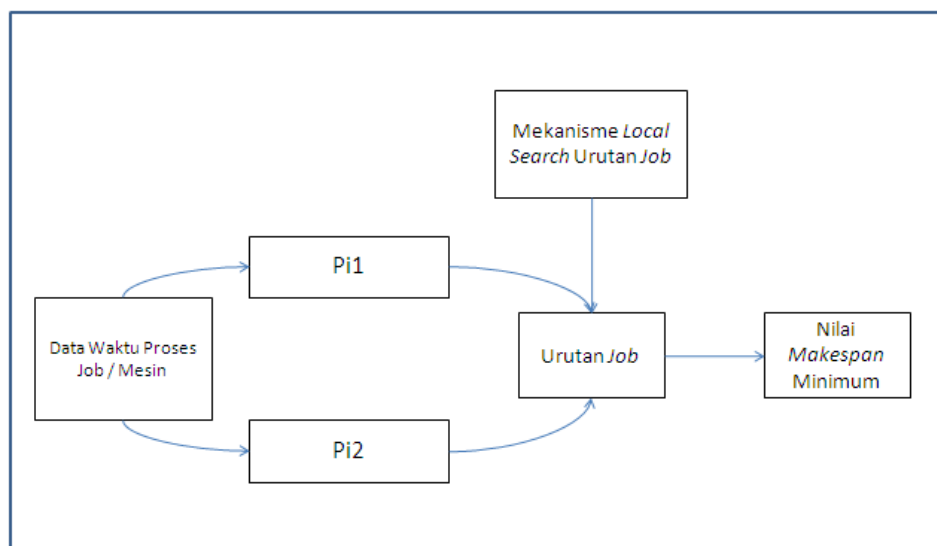 Mekanisme Local
Search Urutan Job
Pi1
Data Waktu Proses
Job / Mesin
Urutan Job
Nilai
Makespan
Minimum
Pi2